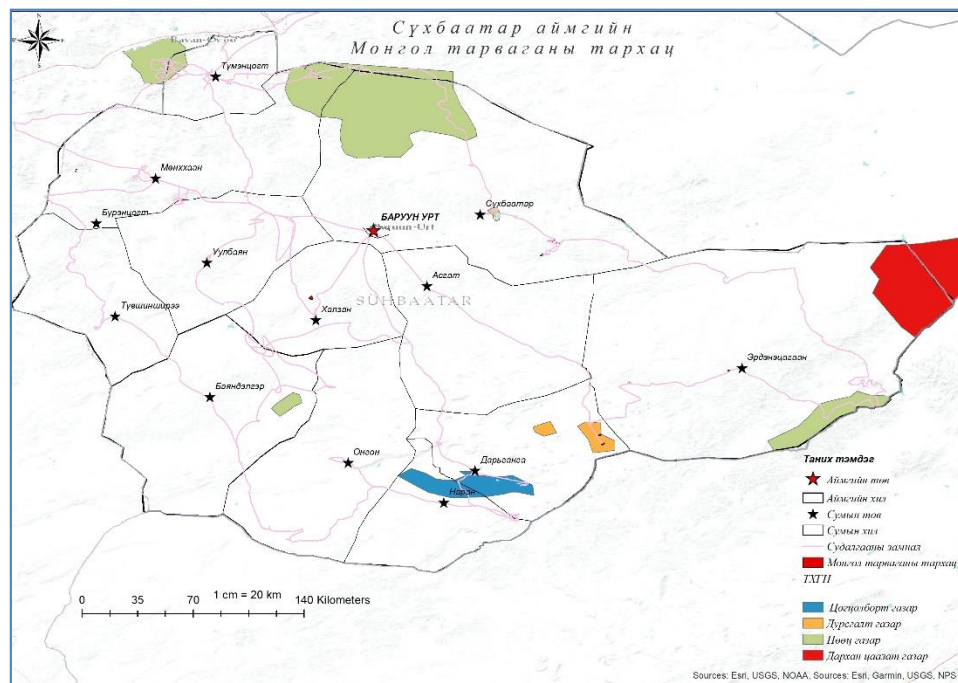 Сүхбаатар аймгийн
Монгол тарваганы тархац
N
Түмэнцогт
Мөнххаан
Бүрэнцогт
Сүхбаатар
БАРУУН УРТ
Baruun-Urt
Уулбаян
Асгат
SÜHBAATAR
Түвшинширээ
Халзан
Эрдэнэцагаан
Баяндэлгэр
Онгон
Дарьганга
Наран
Таних тэмдэг
Аймгийн төв
Аймгийн хил
Сумын төв
Сумын хил
Судалгааны замнал
Монгол тарваганы тархац
ТХГН
Цогцолборт газар
Дурсгалт газар
Нөөц газар
Дархан цаазат газар
1 cm = 20 km
0 35 70 140 Kilometers
Sources: Esri, USGS, NOAA, Sources: Esri, Garmin, USGS, NPS